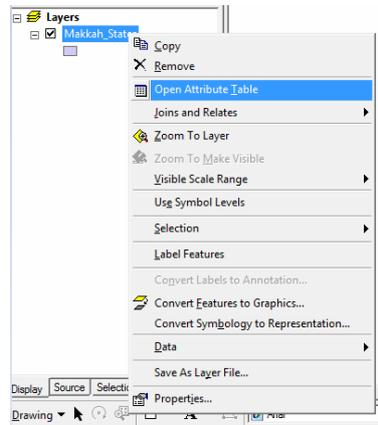 Layers
Makkah_State
Copy
Remove
Open Attribute Table
Joins and Relates
Zoom To Layer
Zoom To Make Visible
Visible Scale Range
Use Symbol Levels
Selection
Label Features
Convert Labels to Annotation...
Convert Features to Graphics...
Convert Symbology to Representation...
Data
Save As Layer File...
Properties...
Display Source Selectio
Drawing A